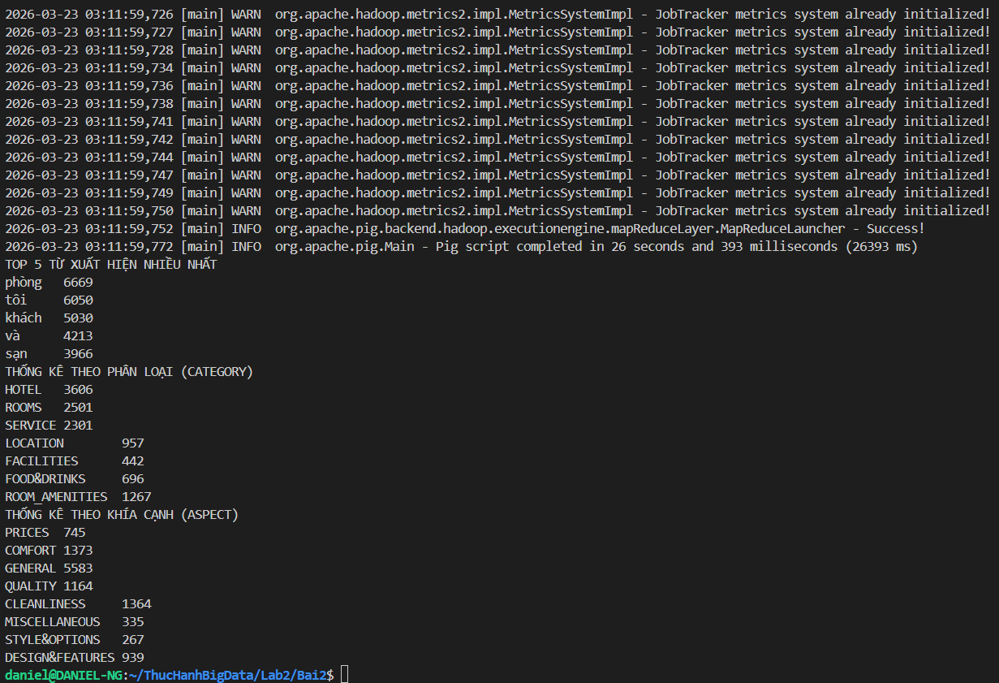 2026-03-23 03:11:59,726 [main] WARN  org.apache.hadoop.metrics2.impl.MetricsSystemImpl - JobTracker metrics system already initialized!
2026-03-23 03:11:59,727 [main] WARN  org.apache.hadoop.metrics2.impl.MetricsSystemImpl - JobTracker metrics system already initialized!
2026-03-23 03:11:59,728 [main] WARN  org.apache.hadoop.metrics2.impl.MetricsSystemImpl - JobTracker metrics system already initialized!
2026-03-23 03:11:59,734 [main] WARN  org.apache.hadoop.metrics2.impl.MetricsSystemImpl - JobTracker metrics system already initialized!
2026-03-23 03:11:59,736 [main] WARN  org.apache.hadoop.metrics2.impl.MetricsSystemImpl - JobTracker metrics system already initialized!
2026-03-23 03:11:59,738 [main] WARN  org.apache.hadoop.metrics2.impl.MetricsSystemImpl - JobTracker metrics system already initialized!
2026-03-23 03:11:59,741 [main] WARN  org.apache.hadoop.metrics2.impl.MetricsSystemImpl - JobTracker metrics system already initialized!
2026-03-23 03:11:59,742 [main] WARN  org.apache.hadoop.metrics2.impl.MetricsSystemImpl - JobTracker metrics system already initialized!
2026-03-23 03:11:59,744 [main] WARN  org.apache.hadoop.metrics2.impl.MetricsSystemImpl - JobTracker metrics system already initialized!
2026-03-23 03:11:59,747 [main] WARN  org.apache.hadoop.metrics2.impl.MetricsSystemImpl - JobTracker metrics system already initialized!
2026-03-23 03:11:59,749 [main] WARN  org.apache.hadoop.metrics2.impl.MetricsSystemImpl - JobTracker metrics system already initialized!
2026-03-23 03:11:59,750 [main] WARN  org.apache.hadoop.metrics2.impl.MetricsSystemImpl - JobTracker metrics system already initialized!
2026-03-23 03:11:59,752 [main] INFO  org.apache.pig.backend.hadoop.executionengine.mapReduceLayer.MapReduceLauncher - Success!
2026-03-23 03:11:59,772 [main] INFO  org.apache.pig.Main - Pig script completed in 26 seconds and 393 milliseconds (26393 ms)
TOP 5 TỪ XUẤT HIỆN NHIỀU NHẤT
phòng   6669
tôi     6050
khách   5030
và      4213
sạn     3966
THỐNG KÊ THEO PHÂN LOẠI (CATEGORY)
HOTEL   3606
ROOMS   2501
SERVICE 2301
LOCATION        957
FACILITIES      442
FOOD&DRINKS     696
ROOM_AMENITIES  1267
THỐNG KÊ THEO KHÍA CẠNH (ASPECT)
PRICES  745
COMFORT 1373
GENERAL 5583
QUALITY 1164
CLEANLINESS     1364
MISCELLANEOUS   335
STYLE&OPTIONS   267
DESIGN&FEATURES 939
daniel@DANIEL-NG:~/ThucHanhBigData/Lab2/Bai2$